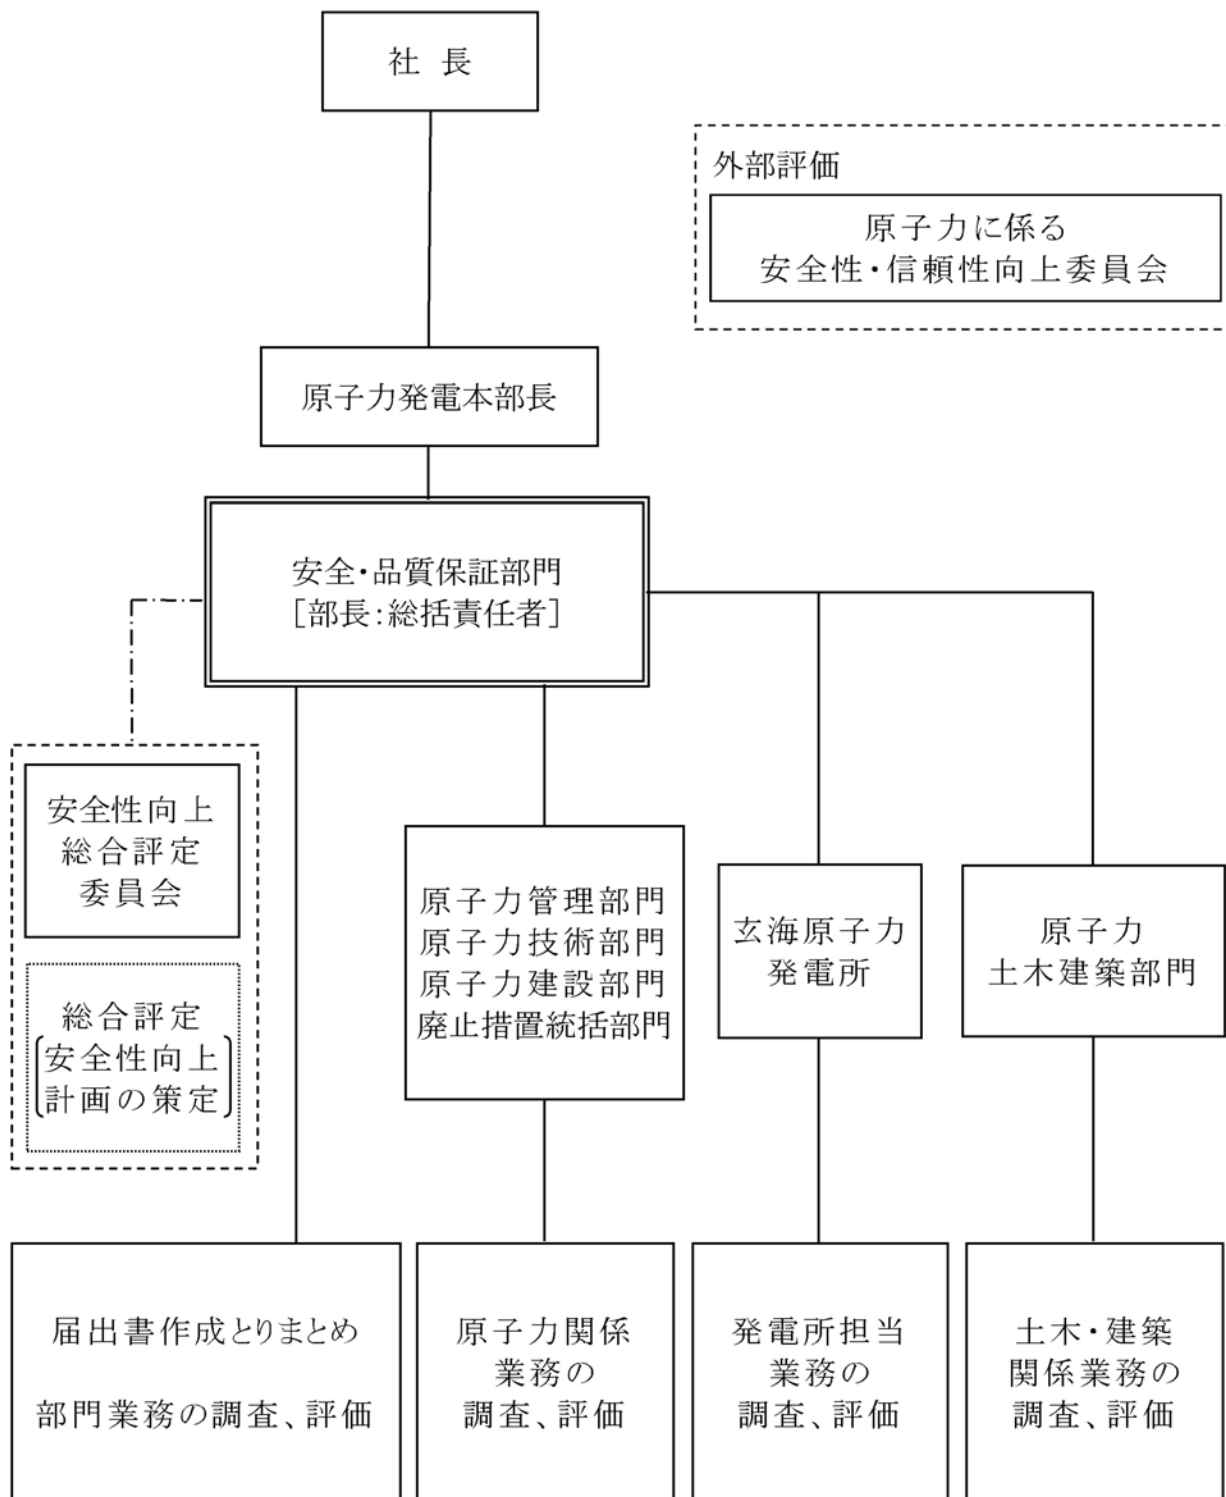 社 長
外部評価
原子力に係る
安全性・信頼性向上委員会
原子力発電本部長
安全・品質保証部門
[部長:総括責任者]
安全性向上
総合評定
委員会
総合評定
安全性向上
計画の策定
原子力管理部門
原子力技術部門
原子力建設部門
廃止措置統括部門
玄海原子力
発電所
原子力
土木建築部門
届出書作成とりまとめ
部門業務の調査、評価
原子力関係
業務の
調査、評価
発電所担当
業務の
調査、評価
土木・建築
関係業務の
調査、評価